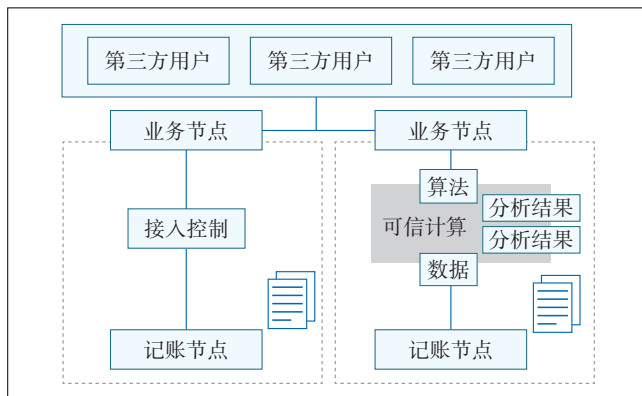 第三方用户 第三方用户 第三方用户
业务节点 业务节点
算法
分析结果
接入控制 可信计算
分析结果
数据
记账节点 记账节点